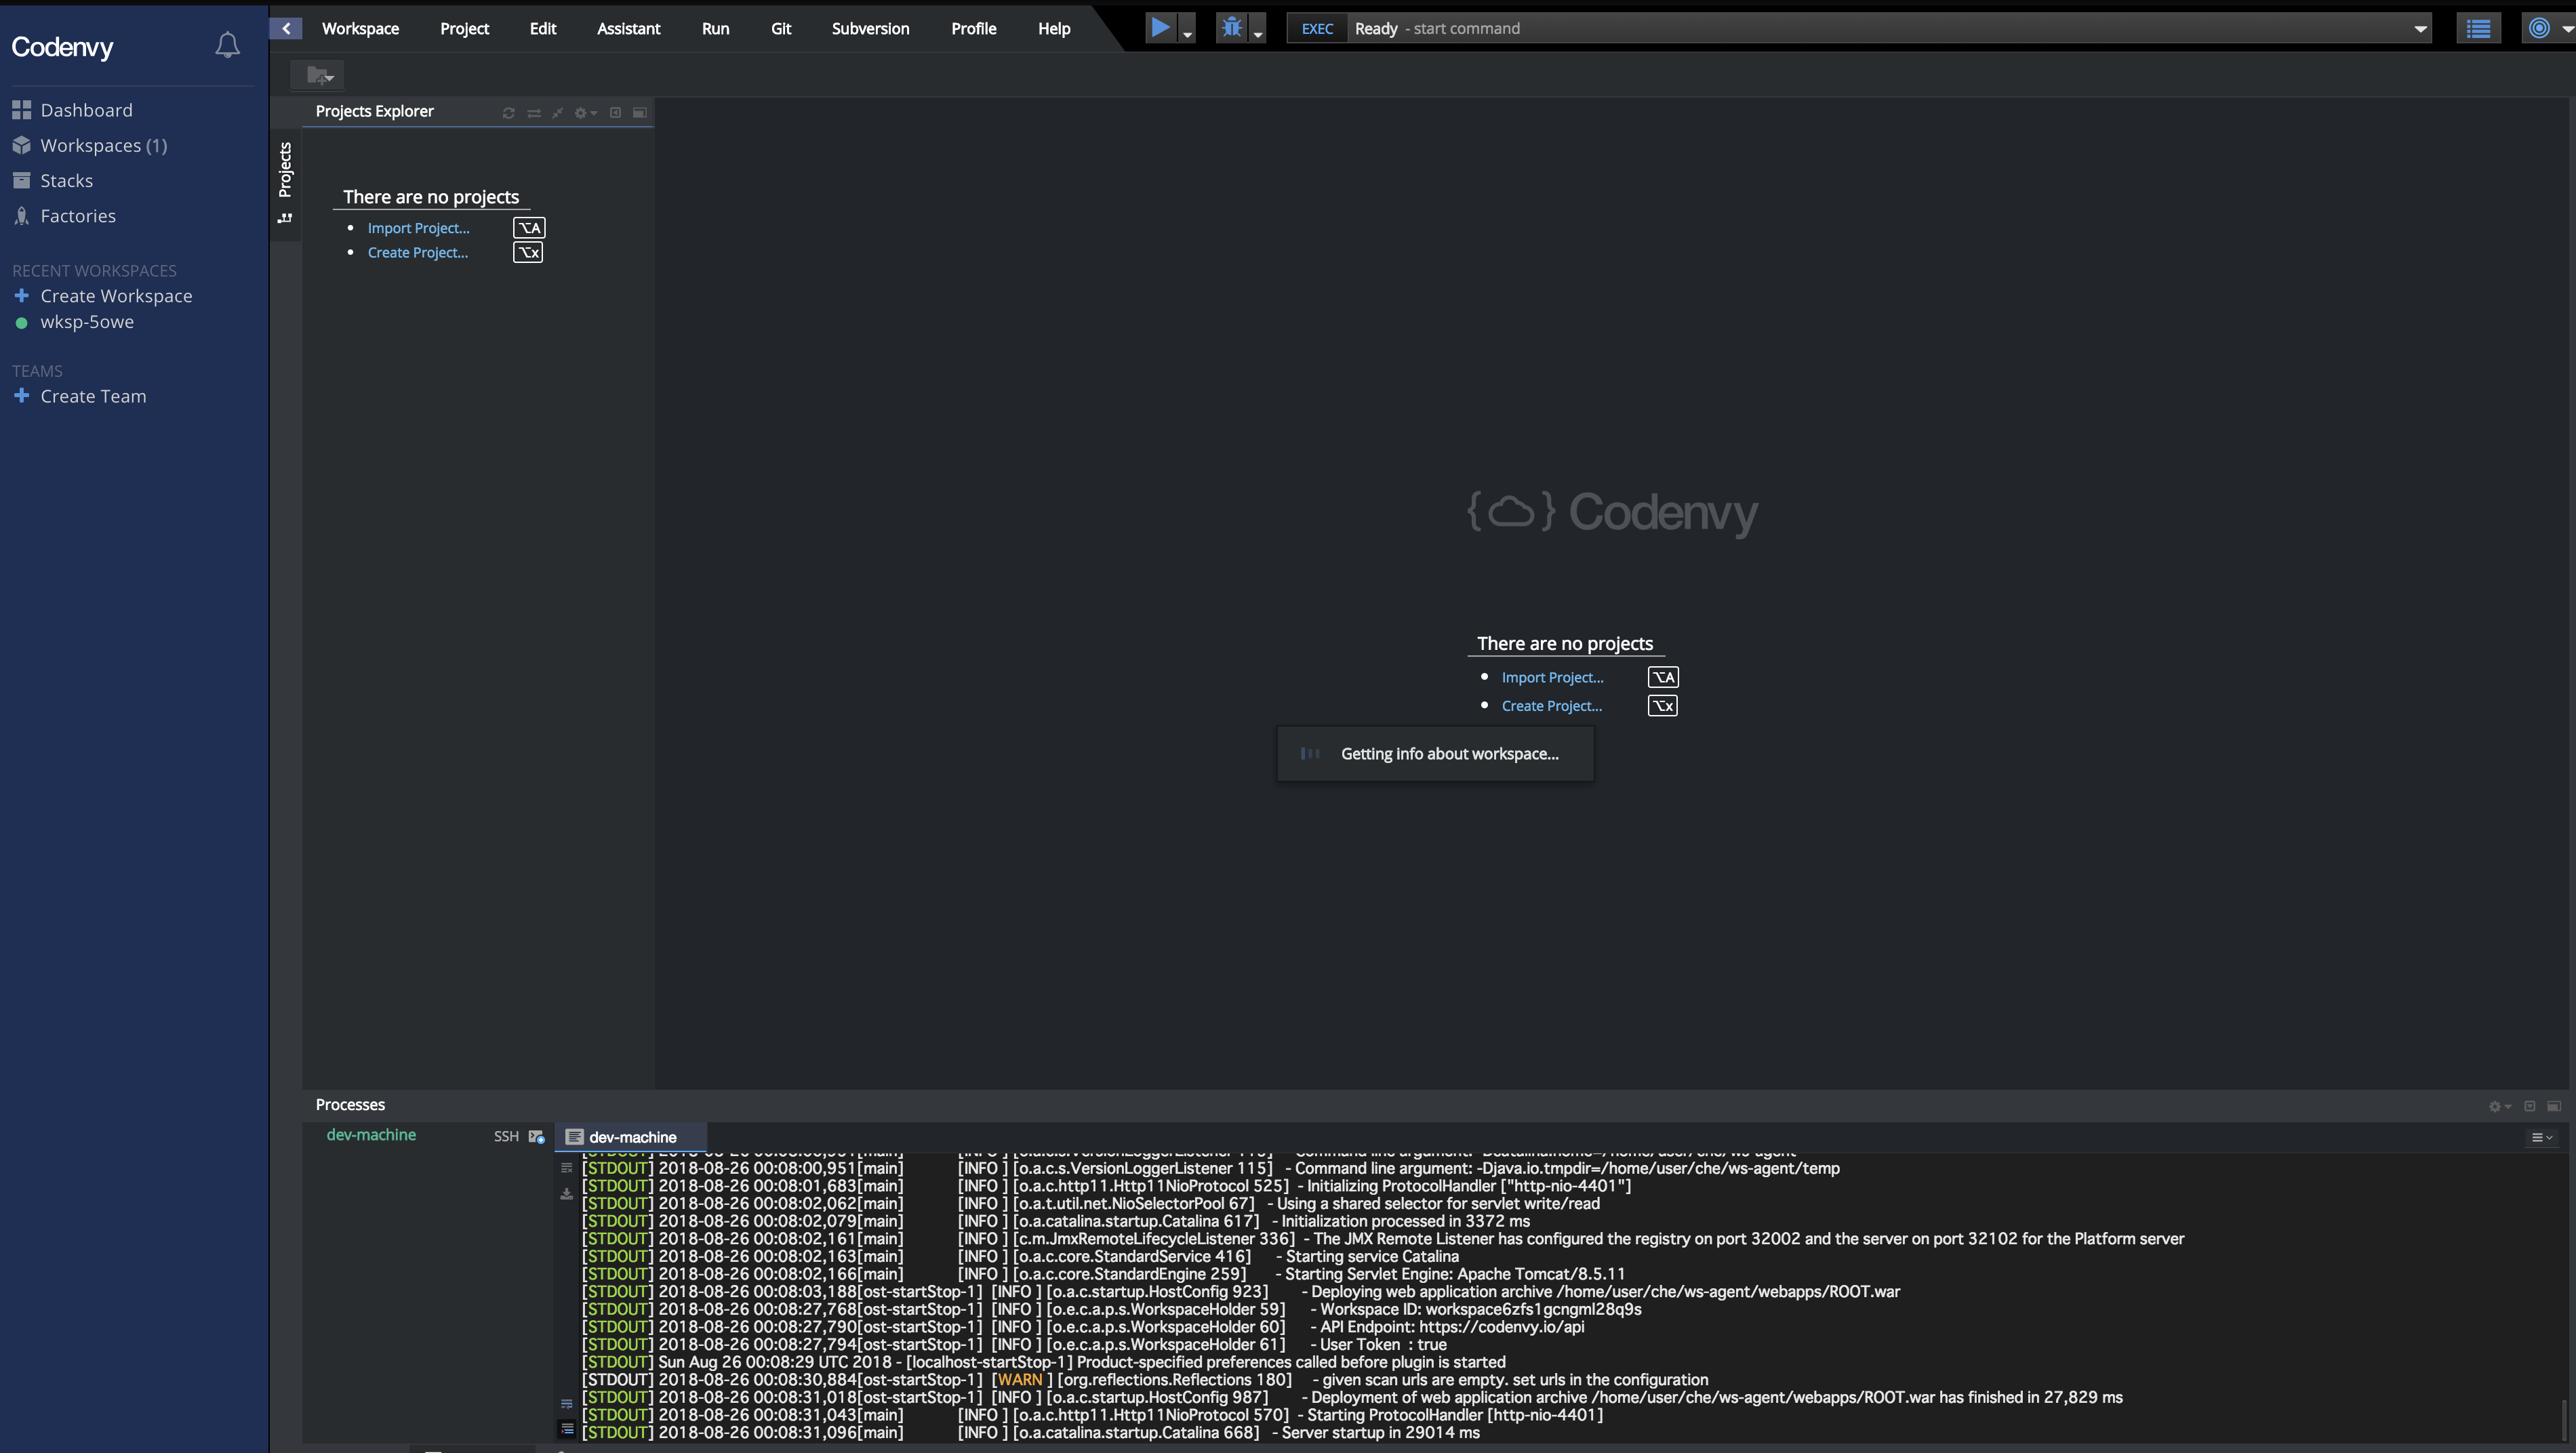 Codenvy
Workspace Project Edit Assistant Run Git Subversion Profile Help
EXEC Ready - start command
Dashboard
Workspaces (1)
Stacks
Factories
RECENT WORKSPACES
Create Workspace
wksp-5owe
TEAMS
Create Team
Projects Explorer
Projects
There are no projects
Import Project... ⌥A
Create Project... ⌥x
{ } Codenvy
There are no projects
Import Project... ⌥A
Create Project... ⌥x
Getting info about workspace...
Processes
dev-machine SSH
dev-machine
[STDOUT] 2018-08-26 00:08:00,951[main] [INFO ] [o.a.c.s.VersionLoggerListener 115] - Command line argument: -Djava.io.tmpdir=/home/user/che/ws-agent/temp
[STDOUT] 2018-08-26 00:08:01,683[main] [INFO ] [o.a.c.http11.Http11NioProtocol 525] - Initializing ProtocolHandler ["http-nio-4401"]
[STDOUT] 2018-08-26 00:08:02,062[main] [INFO ] [o.a.t.util.net.NioSelectorPool 67] - Using a shared selector for servlet write/read
[STDOUT] 2018-08-26 00:08:02,079[main] [INFO ] [o.a.catalina.startup.Catalina 617] - Initialization processed in 3372 ms
[STDOUT] 2018-08-26 00:08:02,161[main] [INFO ] [c.m.JmxRemoteLifecycleListener 336] - The JMX Remote Listener has configured the registry on port 32002 and the server on port 32102 for the Platform server
[STDOUT] 2018-08-26 00:08:02,163[main] [INFO ] [o.a.c.core.StandardService 416] - Starting service Catalina
[STDOUT] 2018-08-26 00:08:02,166[main] [INFO ] [o.a.c.core.StandardEngine 259] - Starting Servlet Engine: Apache Tomcat/8.5.11
[STDOUT] 2018-08-26 00:08:03,188[ost-startStop-1] [INFO ] [o.a.c.startup.HostConfig 923] - Deploying web application archive /home/user/che/ws-agent/webapps/ROOT.war
[STDOUT] 2018-08-26 00:08:27,768[ost-startStop-1] [INFO ] [o.e.c.a.p.s.WorkspaceHolder 59] - Workspace ID: workspace6zfs1gcngml28q9s
[STDOUT] 2018-08-26 00:08:27,790[ost-startStop-1] [INFO ] [o.e.c.a.p.s.WorkspaceHolder 60] - API Endpoint: https://codenvy.io/api
[STDOUT] 2018-08-26 00:08:27,794[ost-startStop-1] [INFO ] [o.e.c.a.p.s.WorkspaceHolder 61] - User Token : true
[STDOUT] Sun Aug 26 00:08:29 UTC 2018 - [localhost-startStop-1] Product-specified preferences called before plugin is started
[STDOUT] 2018-08-26 00:08:30,884[ost-startStop-1] [WARN ] [org.reflections.Reflections 180] - given scan urls are empty. set urls in the configuration
[STDOUT] 2018-08-26 00:08:31,018[ost-startStop-1] [INFO ] [o.a.c.startup.HostConfig 987] - Deployment of web application archive /home/user/che/ws-agent/webapps/ROOT.war has finished in 27,829 ms
[STDOUT] 2018-08-26 00:08:31,043[main] [INFO ] [o.a.c.http11.Http11NioProtocol 570] - Starting ProtocolHandler [http-nio-4401]
[STDOUT] 2018-08-26 00:08:31,096[main] [INFO ] [o.a.catalina.startup.Catalina 668] - Server startup in 29014 ms